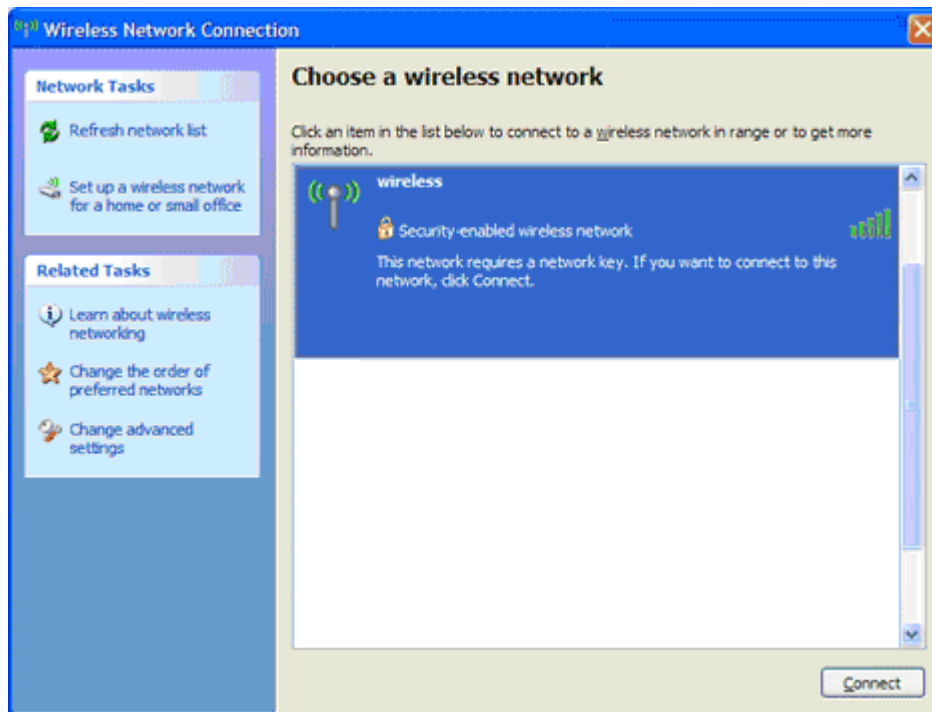 Wireless Network Connection
Network Tasks
Refresh network list
Set up a wireless network
for a home or small office
Related Tasks
Learn about wireless
networking
Change the order of
preferred networks
Change advanced
settings
Choose a wireless network
Click an item in the list below to connect to a wireless network in range or to get more
information.
wireless
Security-enabled wireless network
This network requires a network key. If you want to connect to this
network, click Connect.
Connect